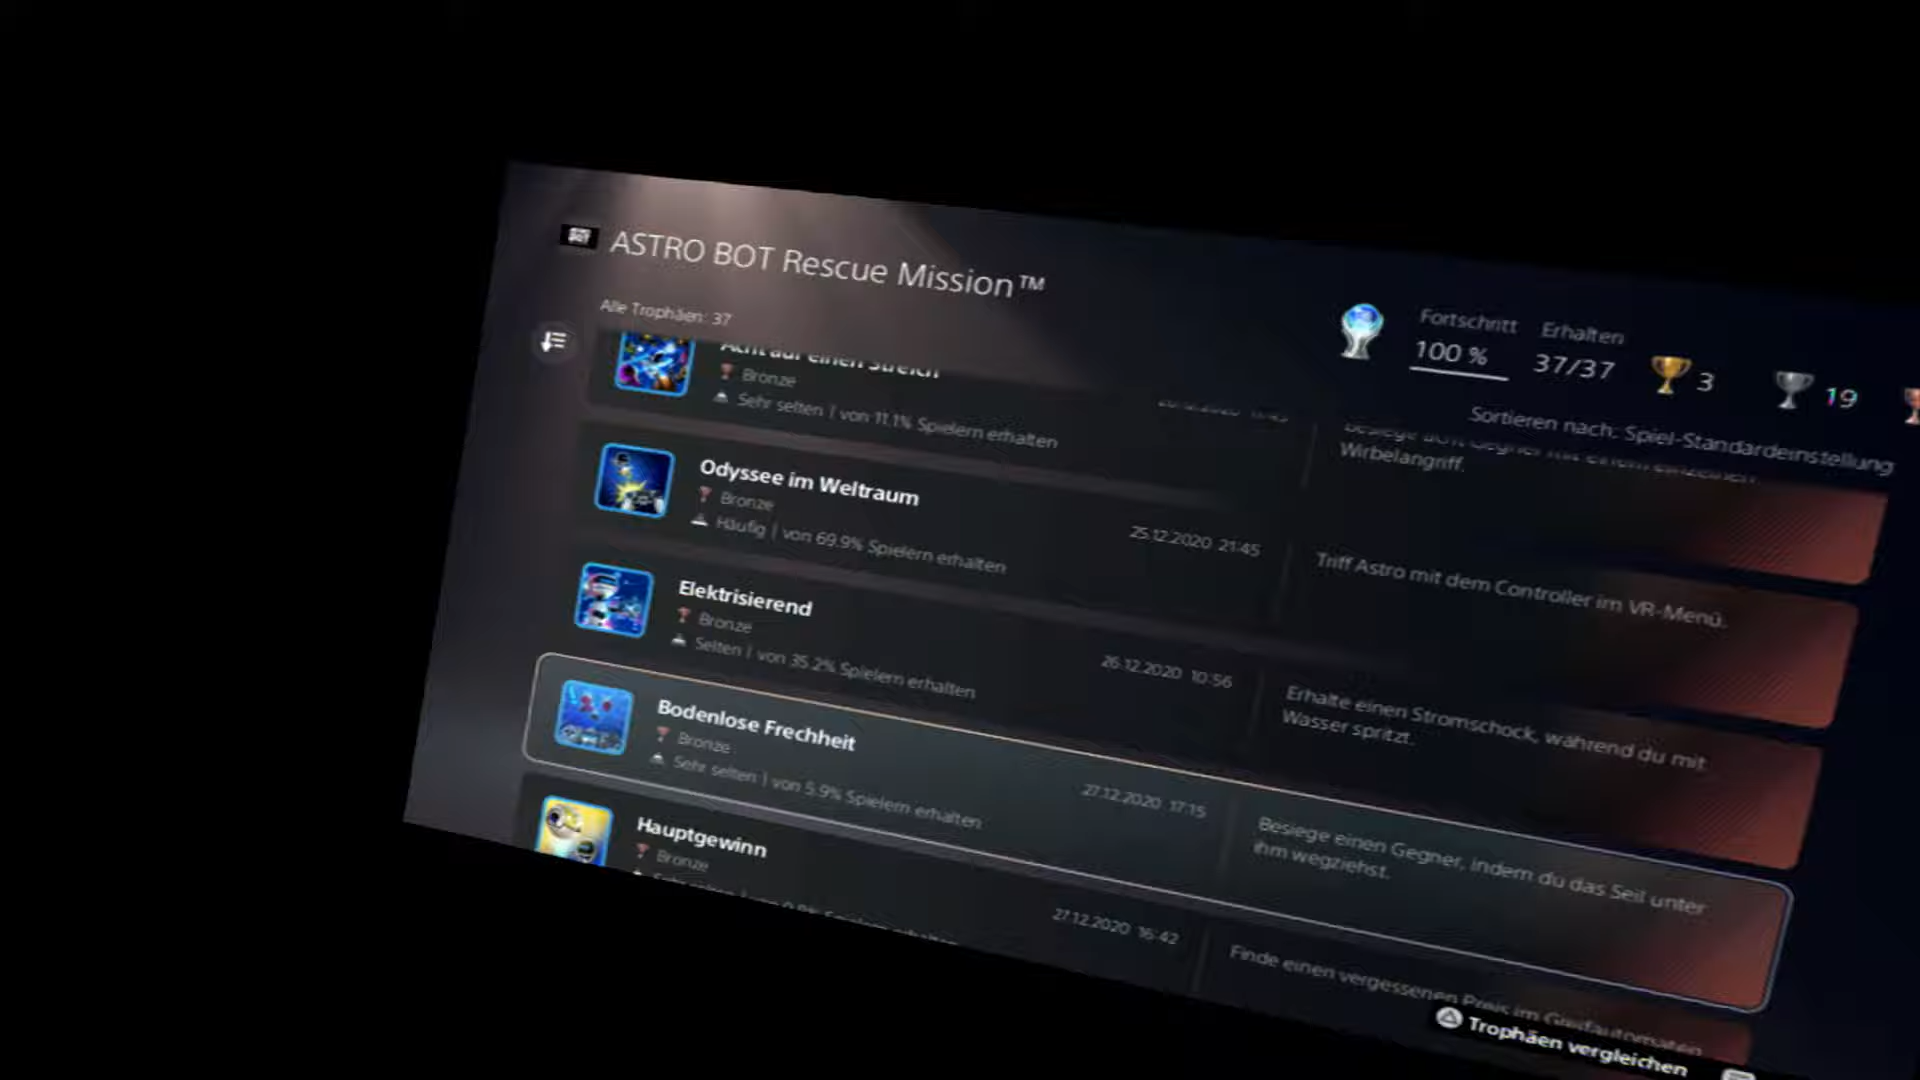 ASTRO BOT Rescue Mission™
Alle Trophäen: 37
Fortschritt
100 %
Erhalten
37/37
3
19
Sortieren nach: Spiel-Standardeinstellung
Acht auf einen Streich
Bronze
Sehr selten | von 11.1% Spielern erhalten
Wirbelangriff.
Odyssee im Weltraum
Bronze
Häufig | von 69.9% Spielern erhalten
25.12.2020 21:45
Triff Astro mit dem Controller im VR-Menü.
Elektrisierend
Bronze
Selten | von 35.2% Spielern erhalten
26.12.2020 10:56
Erhalte einen Stromschock, während du mit
Wasser spritzt.
Bodenlose Frechheit
Bronze
Sehr selten | von 5.9% Spielern erhalten
27.12.2020 17:15
Besiege einen Gegner, indem du das Seil unter
ihm wegziehst.
Hauptgewinn
Bronze
27.12.2020 16:42
Finde einen vergessenen Preis im Greifautomaten
Trophäen vergleichen